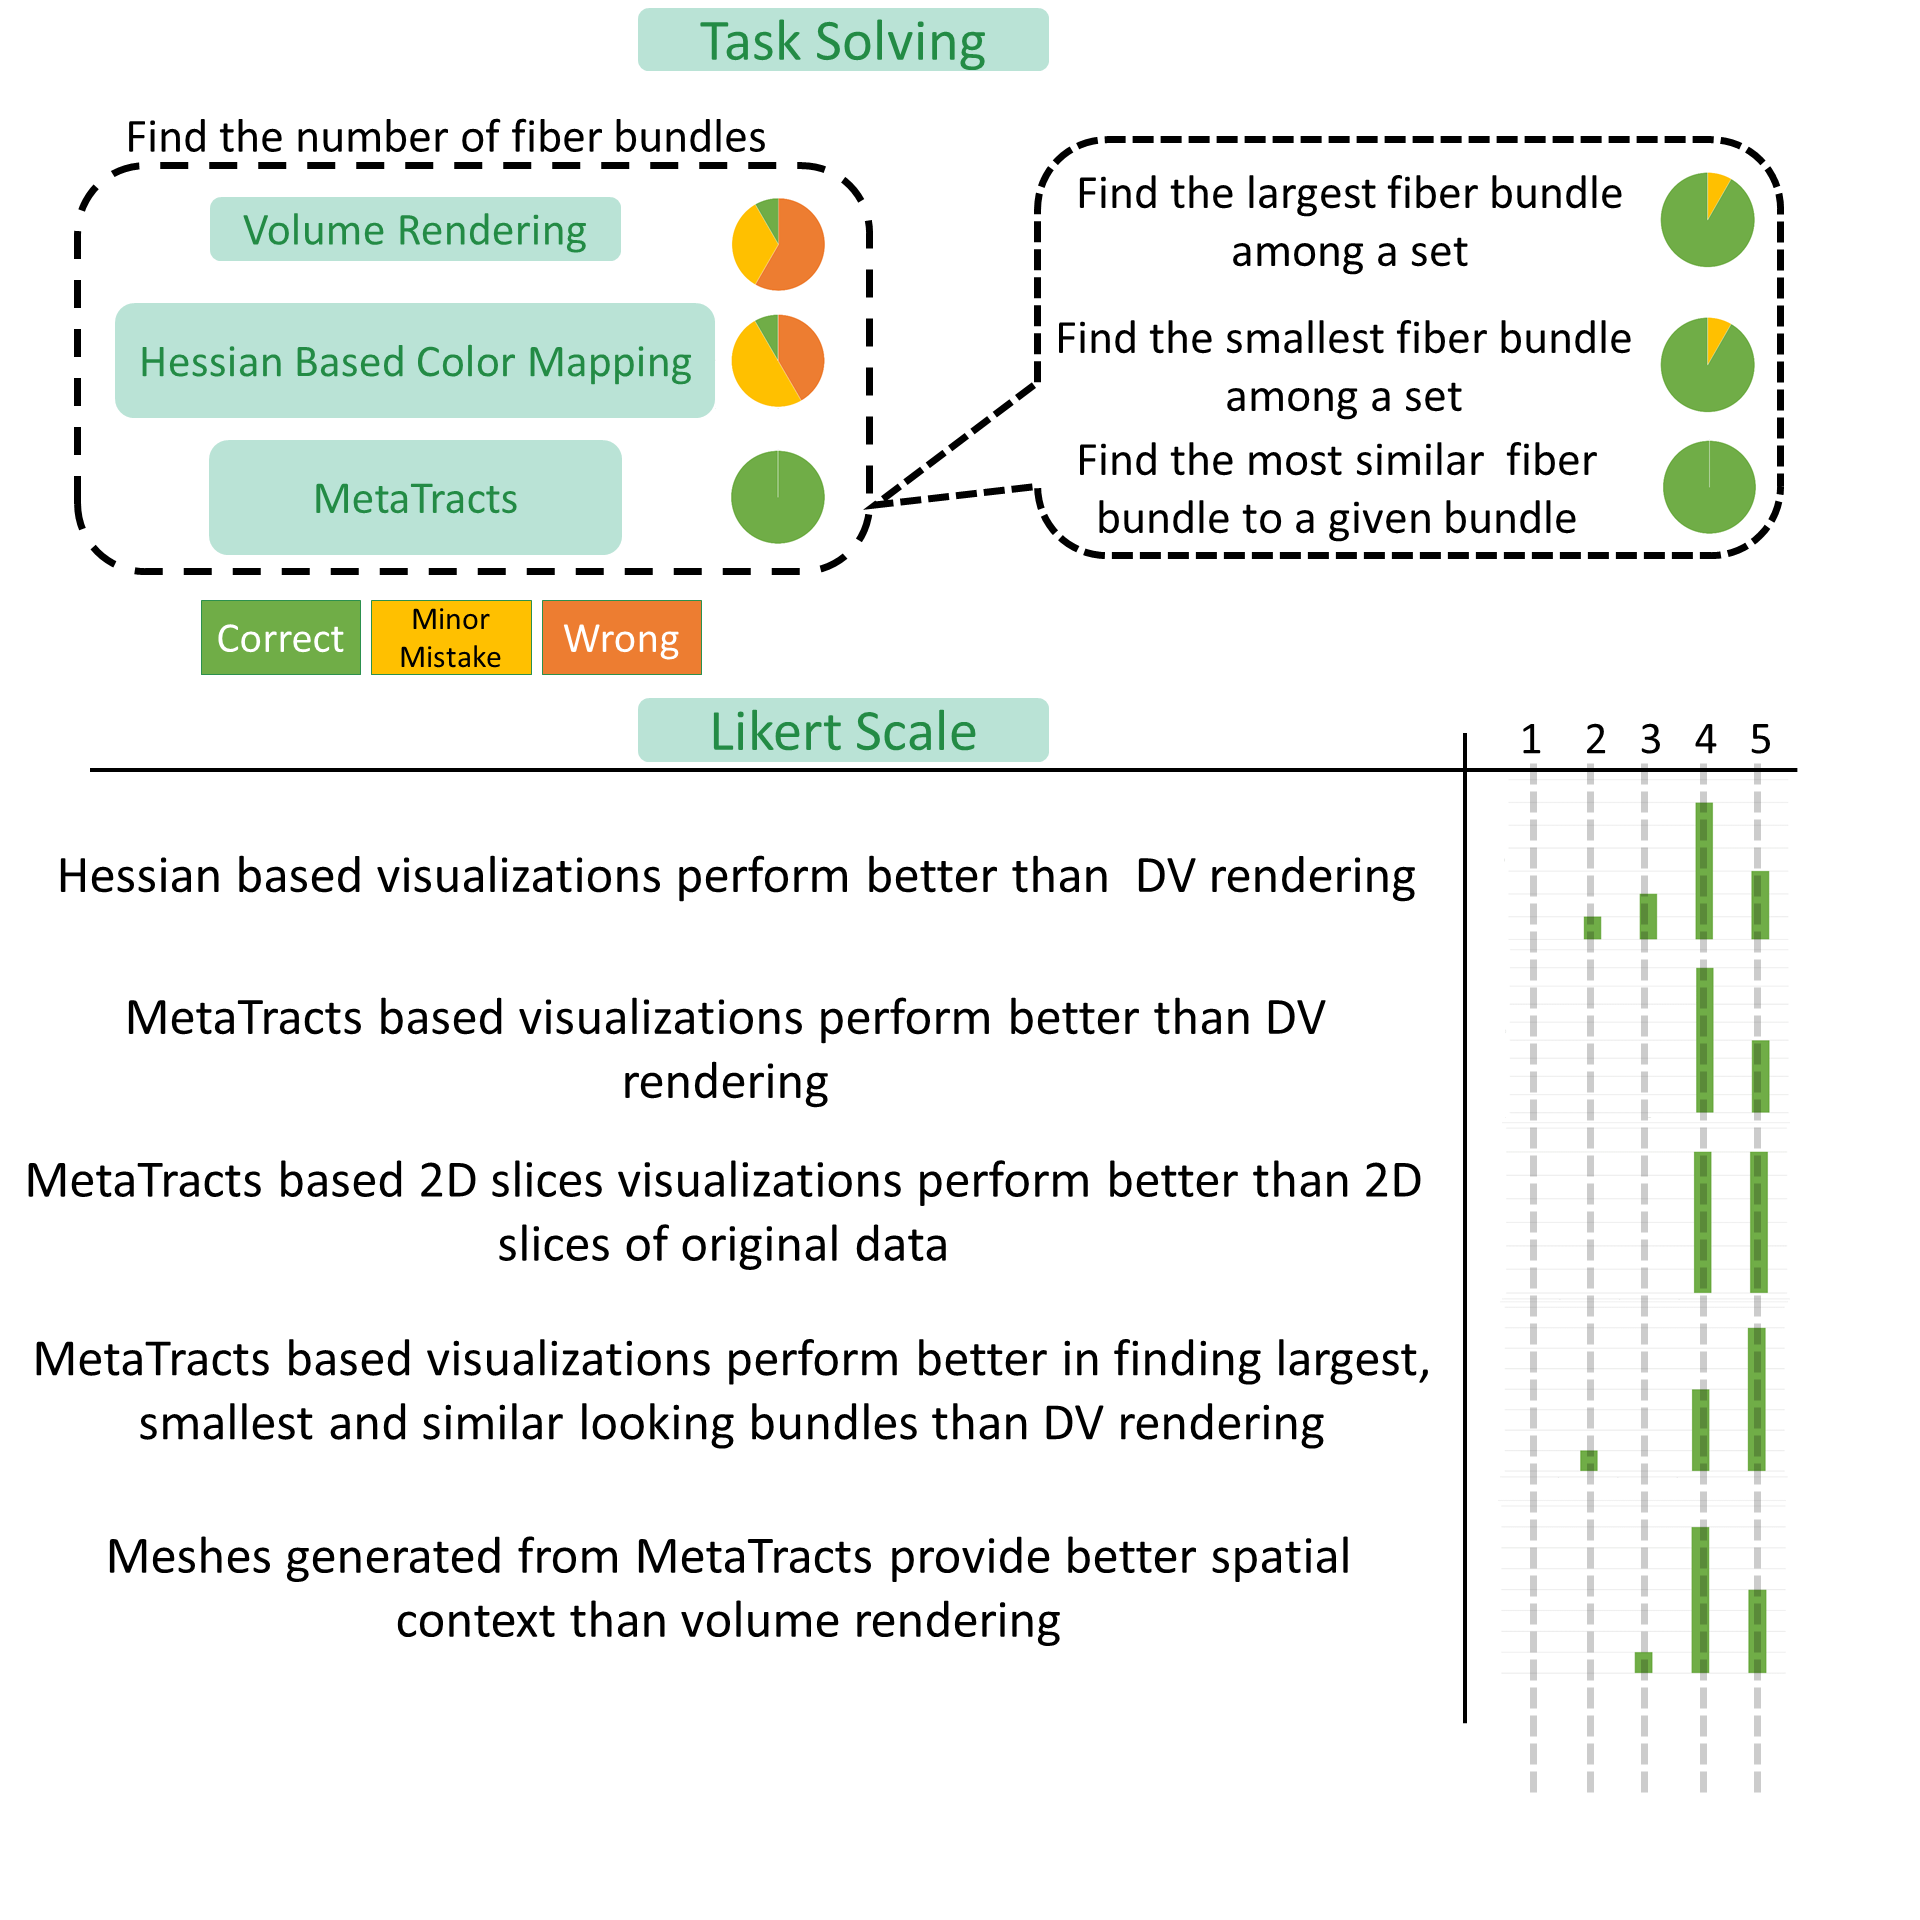 Task Solving
Find the number of fiber bundles
Volume Rendering
Hessian Based Color Mapping
MetaTracts
Find the largest fiber bundle
among a set
Find the smallest fiber bundle
among a set
Find the most similar  fiber
bundle to a given bundle
Correct
Minor
Mistake
Wrong
Likert Scale
1 2 3 4 5
Hessian based visualizations perform better than  DV rendering
MetaTracts based visualizations perform better than DV
rendering
MetaTracts based 2D slices visualizations perform better than 2D
slices of original data
MetaTracts based visualizations perform better in finding largest,
smallest and similar looking bundles than DV rendering
Meshes generated from MetaTracts provide better spatial
context than volume rendering